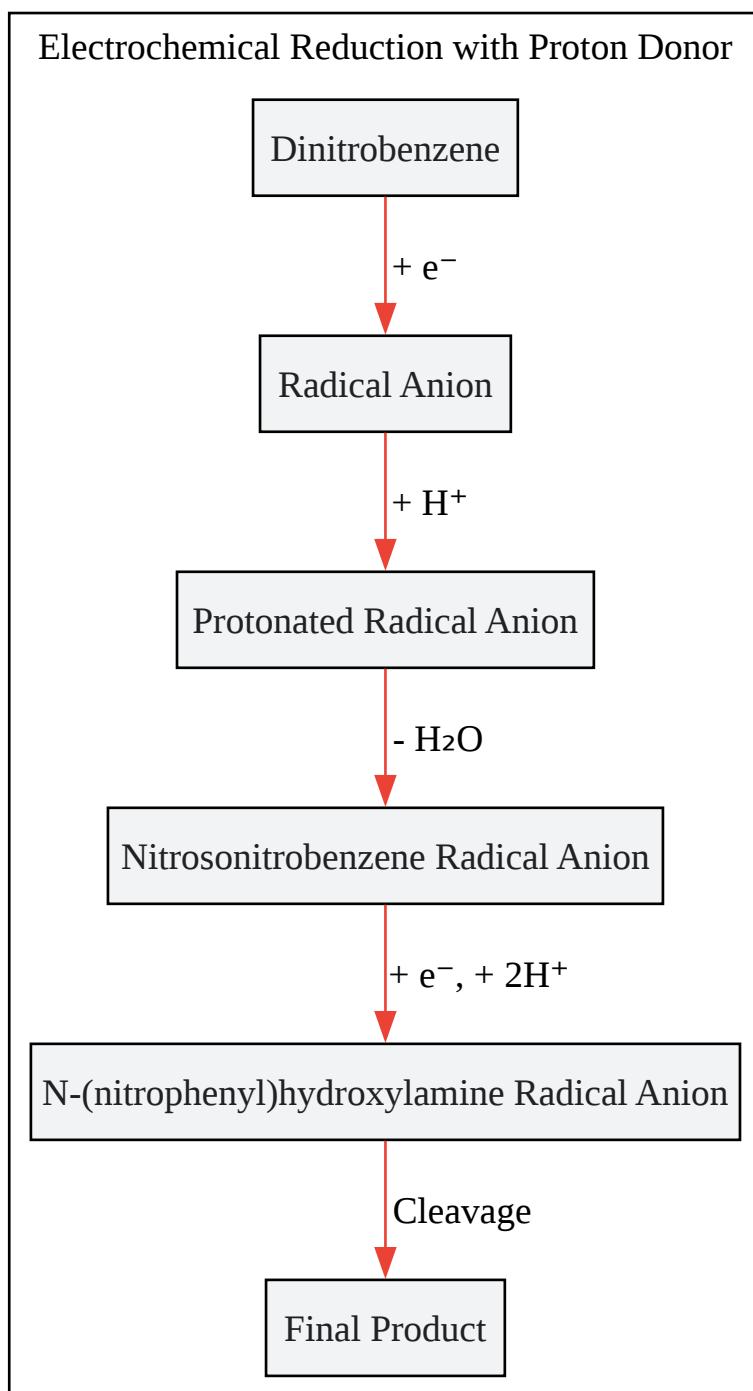 Electrochemical Reduction with Proton Donor
Dinitrobenzene
+ e⁻
Radical Anion
+ H⁺
Protonated Radical Anion
- H₂O
Nitrosonitrobenzene Radical Anion
+ e⁻, + 2H⁺
N-(nitrophenyl)hydroxylamine Radical Anion
Cleavage
Final Product